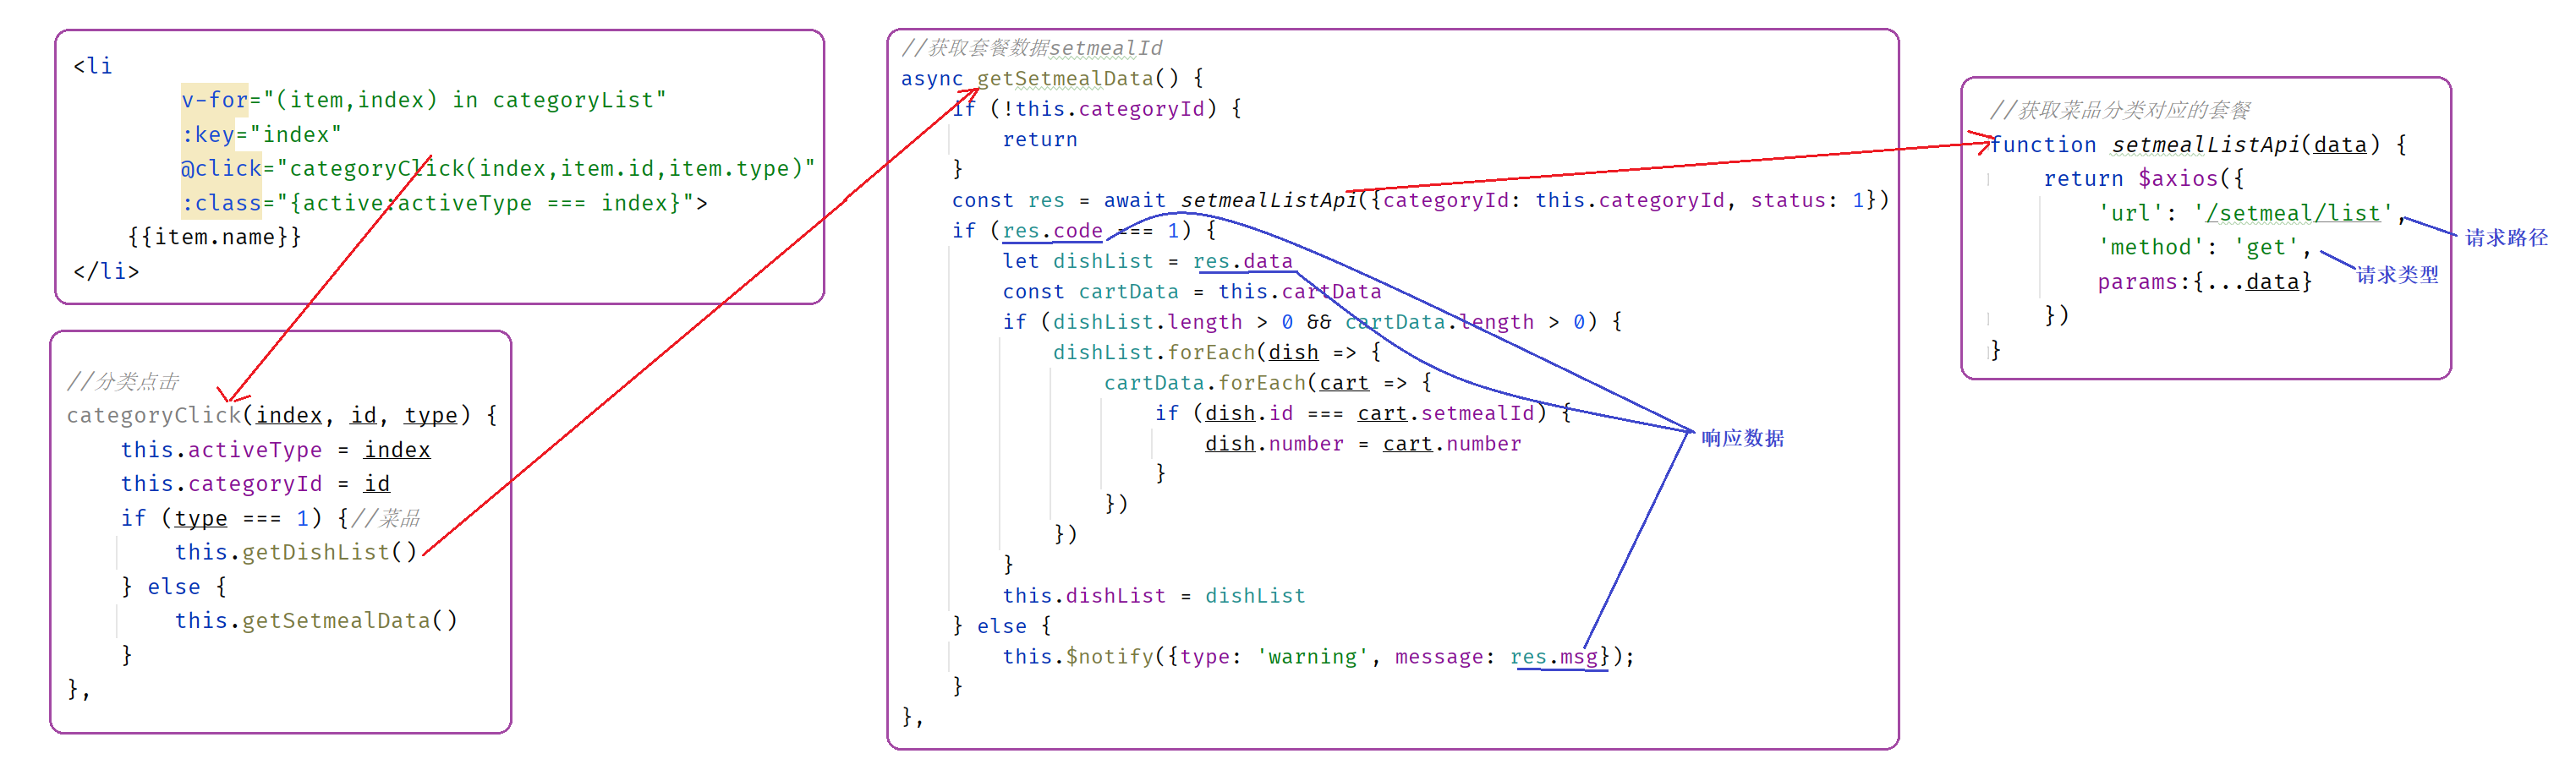 <li
v-for="(item,index) in categoryList"
:key="index"
@click="categoryClick(index,item.id,item.type)"
:class="{active:activeType === index}">
{{item.name}}
</li>
//分类点击
categoryClick(index, id, type) {
this.activeType = index
this.categoryId = id
if (type === 1) {//菜品
this.getDishList()
} else {
this.getSetmealData()
}
},
//获取套餐数据setmealId
async getSetmealData() {
if (!this.categoryId) {
return
}
const res = await setmealListApi({categoryId: this.categoryId, status: 1})
if (res.code === 1) {
let dishList = res.data
const cartData = this.cartData
if (dishList.length > 0 && cartData.length > 0) {
dishList.forEach(dish => {
cartData.forEach(cart => {
if (dish.id === cart.setmealId) {
dish.number = cart.number
}
})
})
}
this.dishList = dishList
} else {
this.$notify({type: 'warning', message: res.msg});
}
},
响应数据
//获取菜品分类对应的套餐
function setmealListApi(data) {
return $axios({
'url': '/setmeal/list',
'method': 'get',
params:{...data}
})
}
请求路径
请求类型